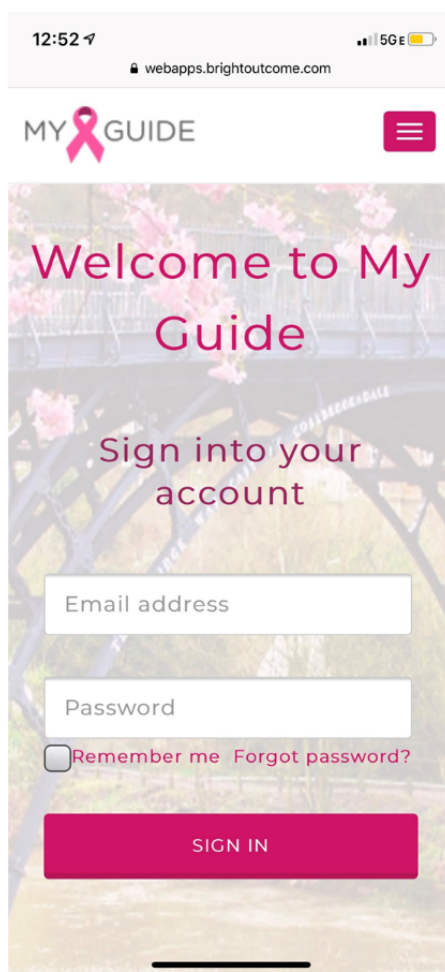 12:52
5G E
webapps.brightoutcome.com
MY GUIDE
Welcome to My
Guide
Sign into your
account
Email address
Password
Remember me Forgot password?
SIGN IN